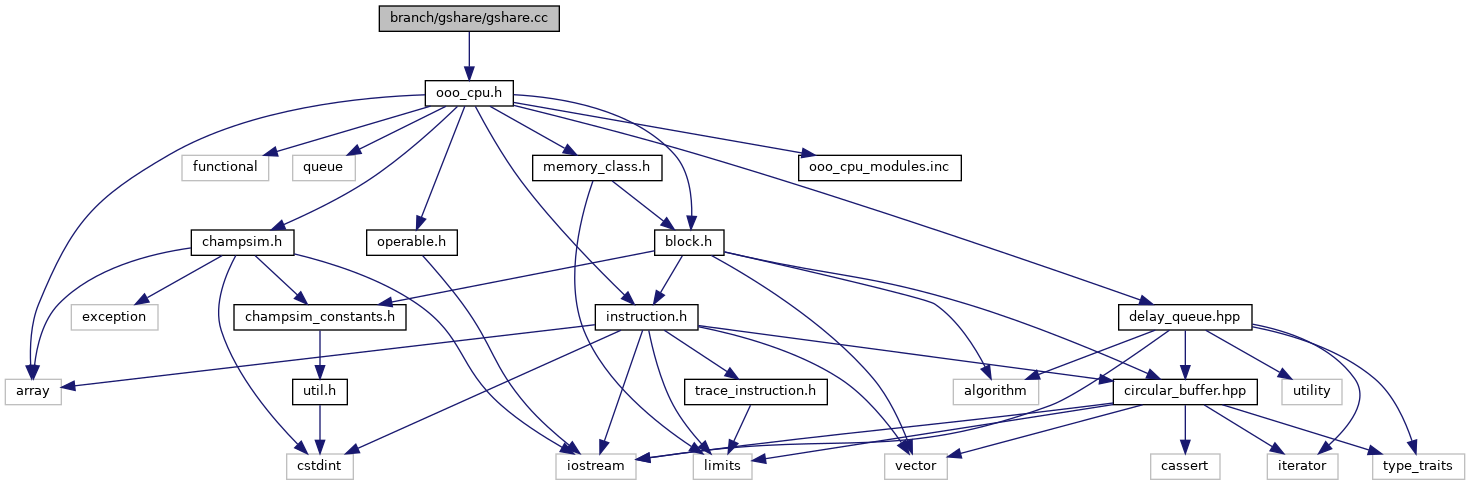 branch/gshare/gshare.cc
ooo_cpu.h
functional
queue
memory_class.h
ooo_cpu_modules.inc
champsim.h
operable.h
block.h
exception
champsim_constants.h
instruction.h
delay_queue.hpp
array
util.h
trace_instruction.h
algorithm
circular_buffer.hpp
utility
cstdint
iostream
limits
vector
cassert
iterator
type_traits